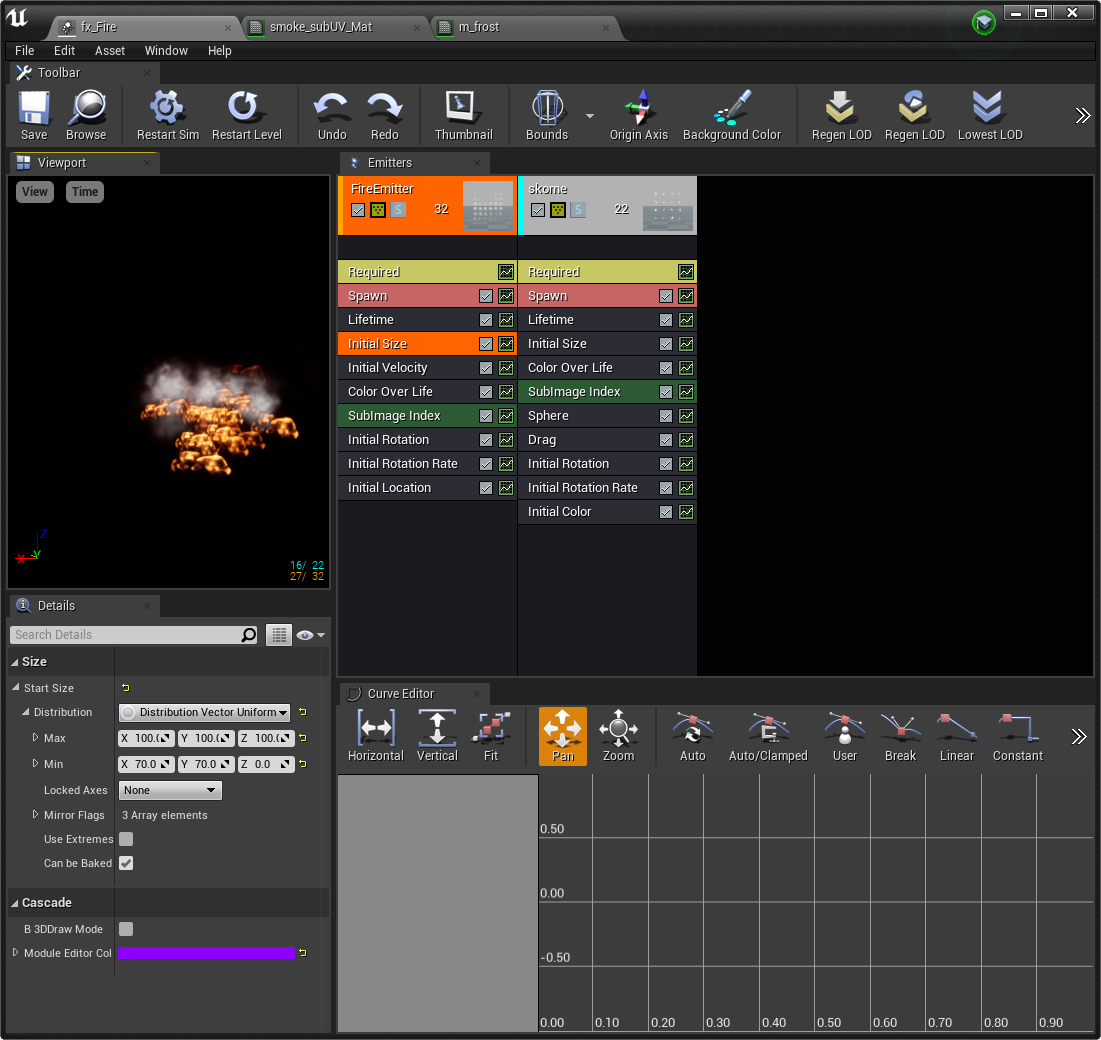 fx_Fire smoke_subUV_Mat m_frost
File Edit Asset Window Help
Toolbar
Save Browse Restart Sim Restart Level Undo Redo Thumbnail Bounds Origin Axis Background Color Regen LOD Regen LOD Lowest LOD
Viewport
View Time
Z
X Y
16/ 22
27/ 32
Emitters
FireEmitter
S 32
skome
S 22
Required
Spawn
Lifetime
Initial Size
Initial Velocity
Color Over Life
SubImage Index
Initial Rotation
Initial Rotation Rate
Initial Location
Required
Spawn
Lifetime
Initial Size
Color Over Life
SubImage Index
Sphere
Drag
Initial Rotation
Initial Rotation Rate
Initial Color
Details
Search Details
Size
Start Size
Distribution Distribution Vector Uniform
Max X 100.( Y 100.( Z 100.(
Min X 70.0 Y 70.0 Z 0.0
Locked Axes None
Mirror Flags 3 Array elements
Use Extremes
Can be Baked
Cascade
B 3DDraw Mode
Module Editor Col
Curve Editor
Horizontal Vertical Fit Pan Zoom Auto Auto/Clamped User Break Linear Constant
0.50
0.00
-0.50
0.00 0.10 0.20 0.30 0.40 0.50 0.60 0.70 0.80 0.90